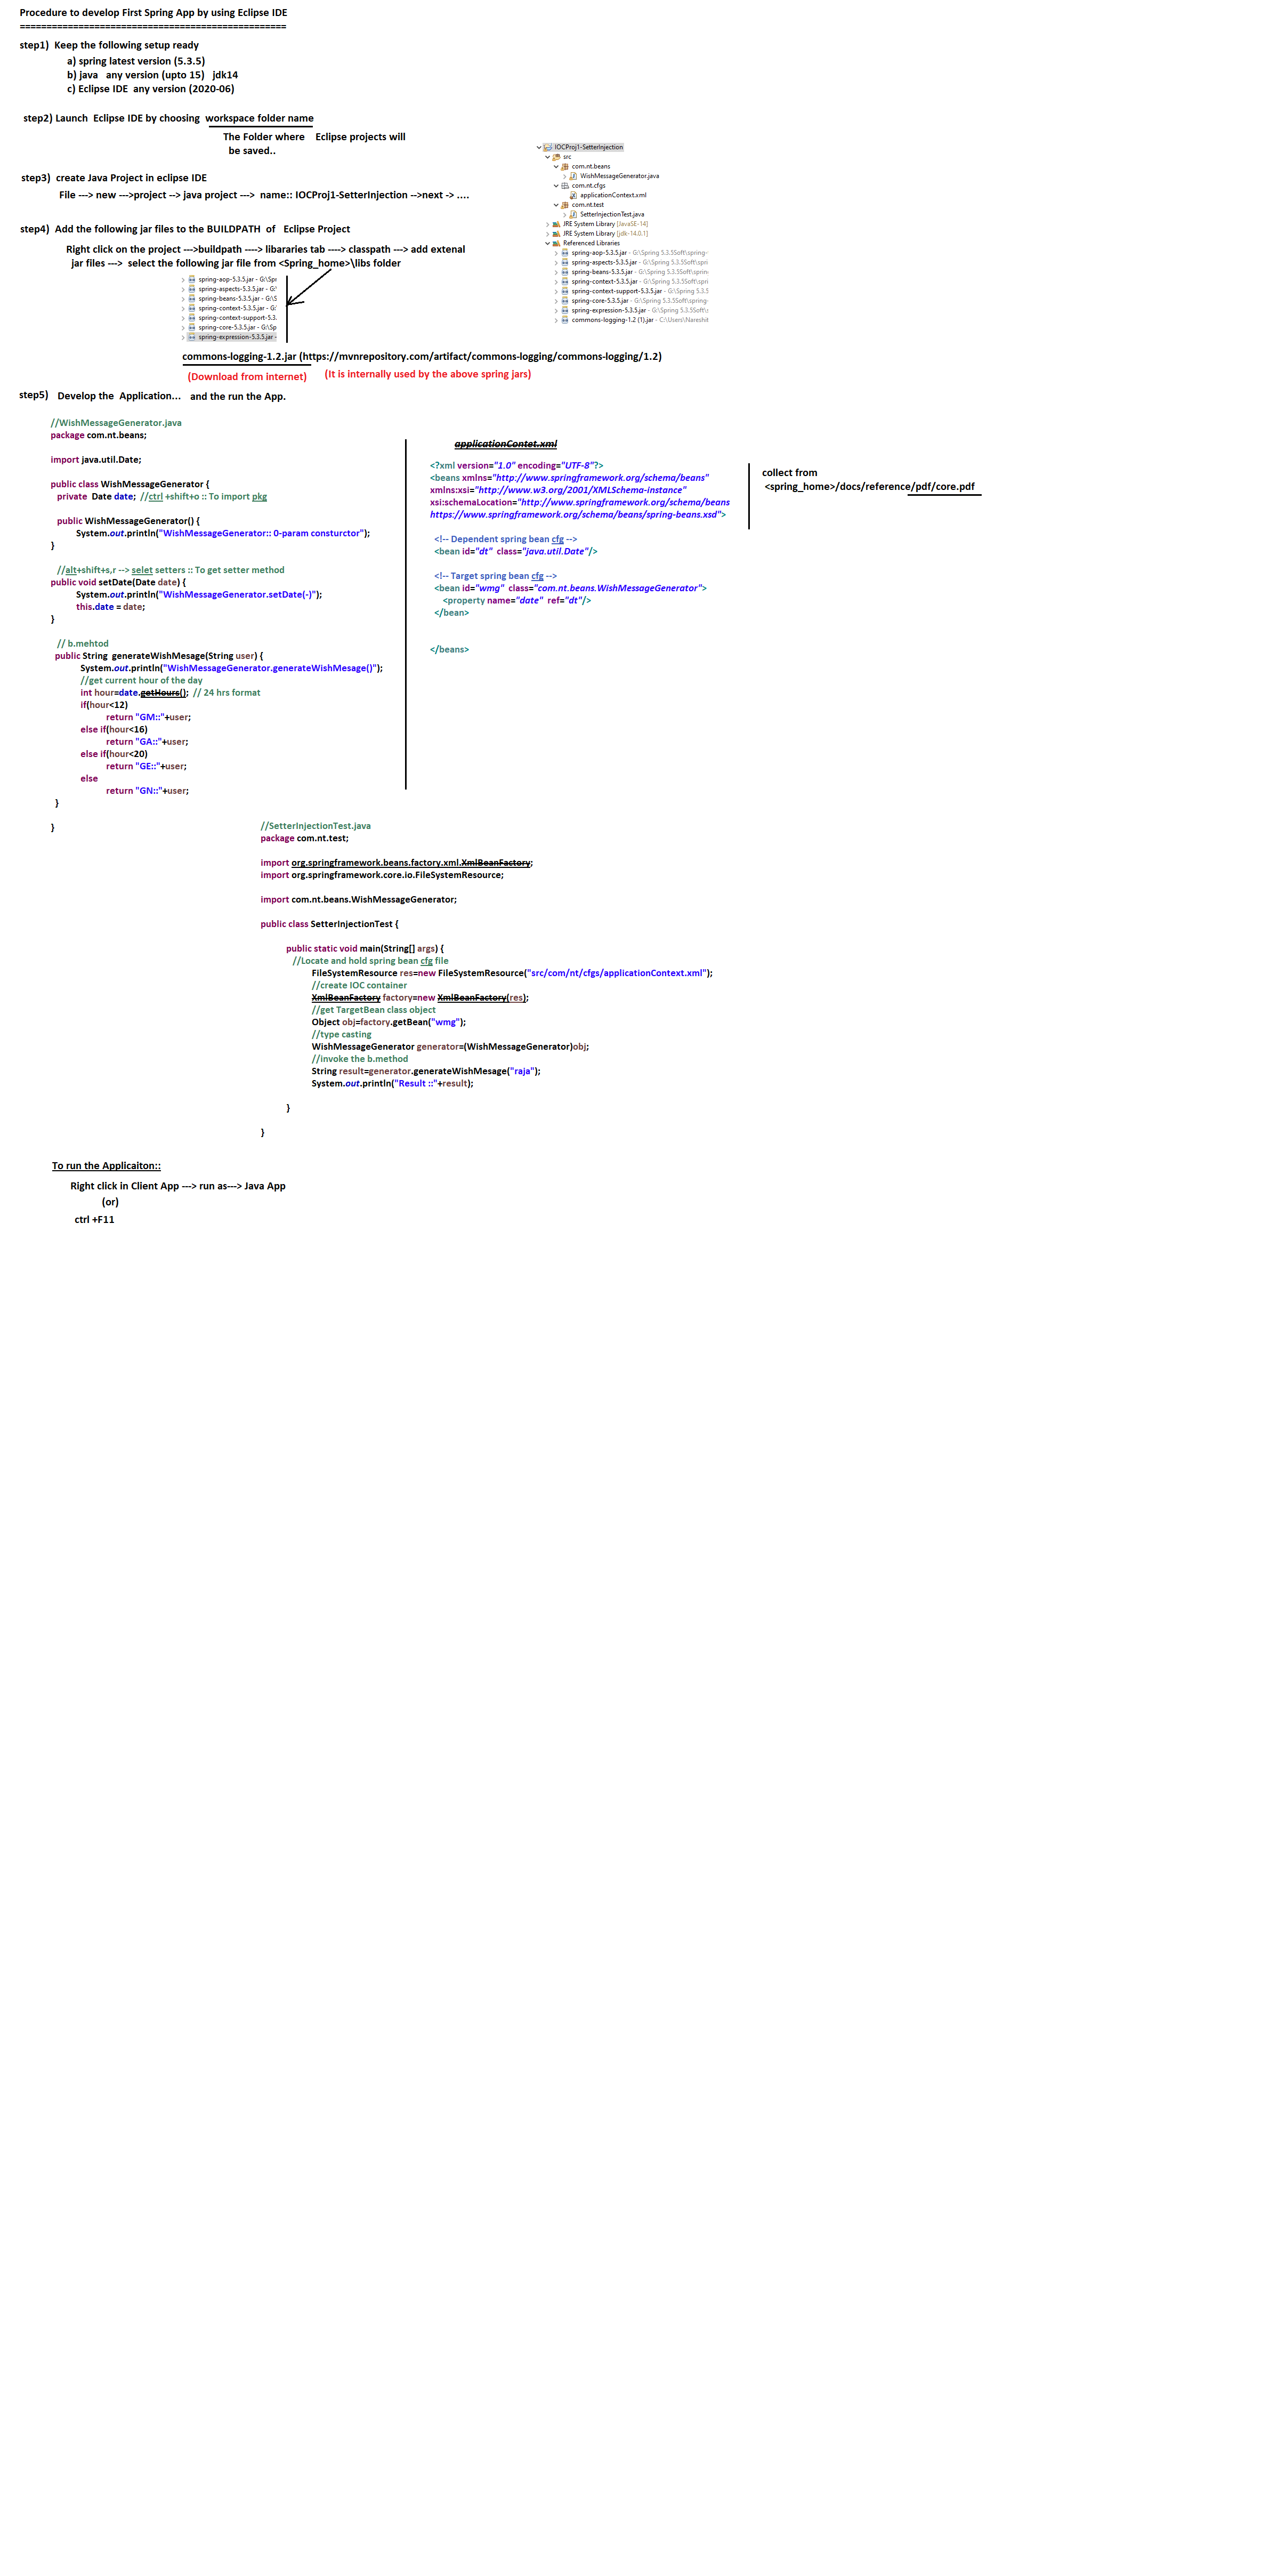 Procedure to develop First Spring App by using Eclipse IDE
==================================================
step1)  Keep the following setup ready
a) spring latest version (5.3.5)
b) java   any version (upto 15)   jdk14
c) Eclipse IDE  any version (2020-06)
step2) Launch  Eclipse IDE by choosing  workspace folder name
The Folder where    Eclipse projects will
be saved..
step3)  create Java Project in eclipse IDE
File ---> new --->project --> java project --->  name:: IOCProj1-SetterInjection -->next -> ....
IOCProj1-SetterInjection
src
com.nt.beans
WishMessageGenerator.java
com.nt.cfgs
applicationContext.xml
com.nt.test
SetterInjectionTest.java
JRE System Library [JavaSE-14]
JRE System Library [jdk-14.0.1]
Referenced Libraries
spring-aop-5.3.5.jar - G:\Spring 5.3.5Soft\spring-
spring-aspects-5.3.5.jar - G:\Spring 5.3.5Soft\spri
spring-beans-5.3.5.jar - G:\Spring 5.3.5Soft\sprin
spring-context-5.3.5.jar - G:\Spring 5.3.5Soft\spri
spring-context-support-5.3.5.jar - G:\Spring 5.3.5
spring-core-5.3.5.jar - G:\Spring 5.3.5Soft\spring-
spring-expression-5.3.5.jar - G:\Spring 5.3.5Soft\s
commons-logging-1.2 (1).jar - C:\Users\Nareshit
step4)  Add the following jar files to the BUILDPATH  of   Eclipse Project
Right click on the project --->buildpath ----> libararies tab ----> classpath ---> add extenal
jar files --->  select the following jar file from <Spring_home>\libs folder
spring-aop-5.3.5.jar - G:\Spr
spring-aspects-5.3.5.jar - G:\
spring-beans-5.3.5.jar - G:\S
spring-context-5.3.5.jar - G:
spring-context-support-5.3.
spring-core-5.3.5.jar - G:\Sp
spring-expression-5.3.5.jar -
commons-logging-1.2.jar (https://mvnrepository.com/artifact/commons-logging/commons-logging/1.2)
(Download from internet)    (It is internally used by the above spring jars)
step5)   Develop the  Application...   and the run the App.
//WishMessageGenerator.java
package com.nt.beans;
import java.util.Date;
public class WishMessageGenerator {
private  Date date;  //ctrl +shift+o :: To import pkg
public WishMessageGenerator() {
System.out.println("WishMessageGenerator:: 0-param consturctor");
}
//alt+shift+s,r --> selet setters :: To get setter method
public void setDate(Date date) {
System.out.println("WishMessageGenerator.setDate(-)");
this.date = date;
}
// b.mehtod
public String  generateWishMesage(String user) {
System.out.println("WishMessageGenerator.generateWishMesage()");
//get current hour of the day
int hour=date.getHours();  // 24 hrs format
if(hour<12)
return "GM::"+user;
else if(hour<16)
return "GA::"+user;
else if(hour<20)
return "GE::"+user;
else
return "GN::"+user;
}
}
applicationContet.xml
<?xml version="1.0" encoding="UTF-8"?>
<beans xmlns="http://www.springframework.org/schema/beans"
xmlns:xsi="http://www.w3.org/2001/XMLSchema-instance"
xsi:schemaLocation="http://www.springframework.org/schema/beans
https://www.springframework.org/schema/beans/spring-beans.xsd">
<!-- Dependent spring bean cfg -->
<bean id="dt"  class="java.util.Date"/>
<!-- Target spring bean cfg -->
<bean id="wmg"  class="com.nt.beans.WishMessageGenerator">
<property name="date"  ref="dt"/>
</bean>
</beans>
collect from
<spring_home>/docs/reference/pdf/core.pdf
//SetterInjectionTest.java
package com.nt.test;
import org.springframework.beans.factory.xml.XmlBeanFactory;
import org.springframework.core.io.FileSystemResource;
import com.nt.beans.WishMessageGenerator;
public class SetterInjectionTest {
public static void main(String[] args) {
//Locate and hold spring bean cfg file
FileSystemResource res=new FileSystemResource("src/com/nt/cfgs/applicationContext.xml");
//create IOC container
XmlBeanFactory factory=new XmlBeanFactory(res);
//get TargetBean class object
Object obj=factory.getBean("wmg");
//type casting
WishMessageGenerator generator=(WishMessageGenerator)obj;
//invoke the b.method
String result=generator.generateWishMesage("raja");
System.out.println("Result ::"+result);
}
}
To run the Applicaiton::
Right click in Client App ---> run as---> Java App
(or)
ctrl +F11